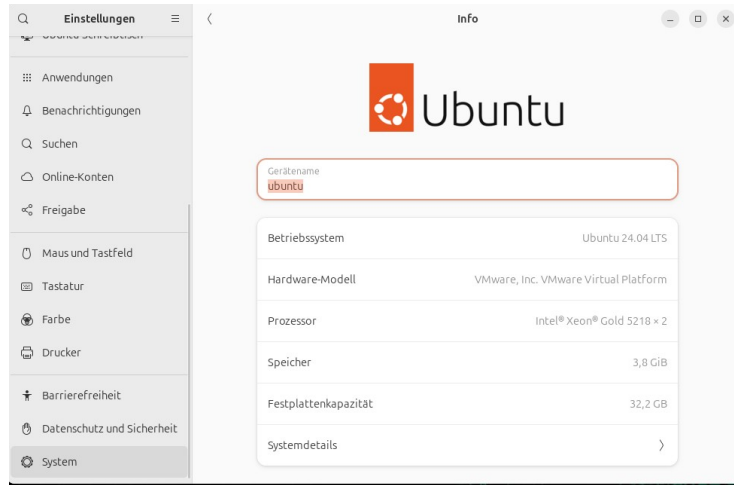 Einstellungen
Info
Ubuntu Schreibtisch
Anwendungen
Benachrichtigungen
Suchen
Online-Konten
Freigabe
Maus und Tastfeld
Tastatur
Farbe
Drucker
Barrierefreiheit
Datenschutz und Sicherheit
System
Ubuntu
Gerätename
ubuntu
Betriebssystem Ubuntu 24.04 LTS
Hardware-Modell VMware, Inc. VMware Virtual Platform
Prozessor Intel® Xeon® Gold 5218 × 2
Speicher 3,8 GiB
Festplattenkapazität 32,2 GB
Systemdetails